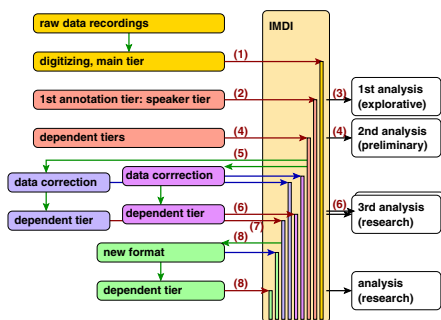 raw data recordings
IMDI
digitizing, main tier
(1)
1st annotation tier: speaker tier
(2)
(3)
1st analysis
(explorative)
dependent tiers
(4)
(4)
2nd analysis
(preliminary)
(5)
data correction
data corrrection
dependent tier
dependent tier
(6)
(6)
3rd analysis
(research)
(7)
(8)
new format
dependent tier
(8)
analysis
(research)